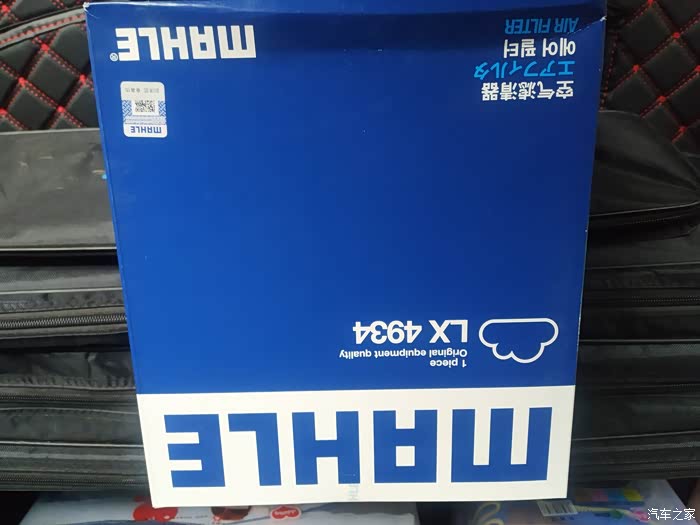 MAHLE
1 piece
Original equipment quality
LX 4934
MAHLE
空气滤清器
エアフィルタ
에어 필터
AIR FILTER
MAHLE®
汽车之家